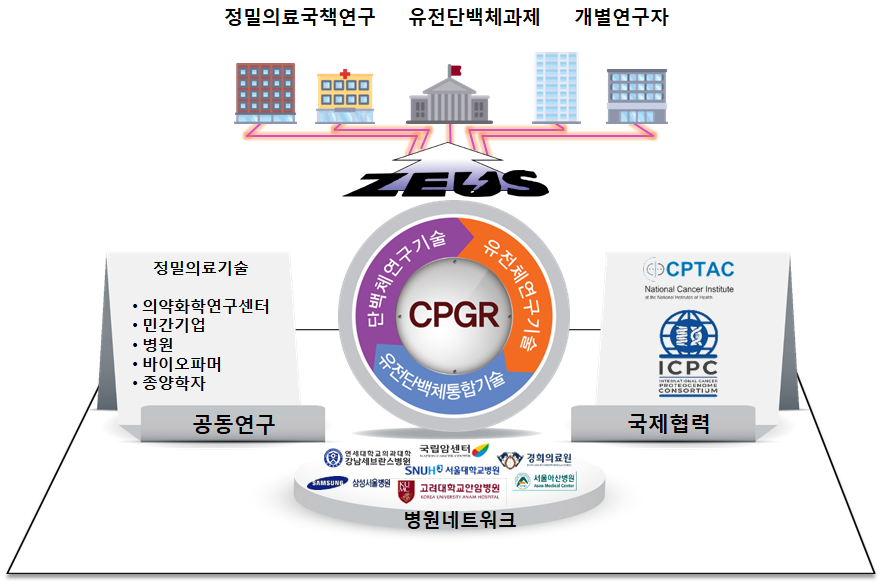 정밀의료국책연구 유전단백체과제 개별연구자
ZEUS
단백체연구기술
유전체연구기술
유전단백체통합기술
CPGR
정밀의료기술
• 의약화학연구센터
• 민간기업
• 병원
• 바이오파머
• 종양학자
공동연구
CPTAC
National Cancer Institute
at the National Institutes of Health
ICPC
INTERNATIONAL CANCER
PROTEOGENOME
CONSORTIUM
국제협력
연세대학교의과대학
강남세브란스병원
국립암센터
NATIONAL CANCER CENTER
경희의료원
SNUH 서울대학교병원
SAMSUNG 삼성서울병원
고려대학교안암병원
KOREA UNIVERSITY ANAM HOSPITAL
서울아산병원
Asan Medical Center
병원네트워크